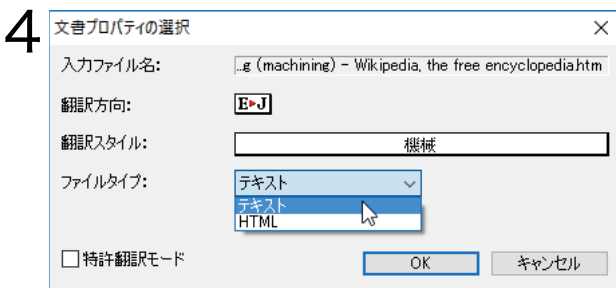 4
文書プロパティの選択
入力ファイル名: ...g (machining) - Wikipedia, the free encyclopedia.htm
翻訳方向: E▶J
翻訳スタイル: 機械
ファイルタイプ: テキスト
テキスト
HTML
特許翻訳モード
OK キャンセル